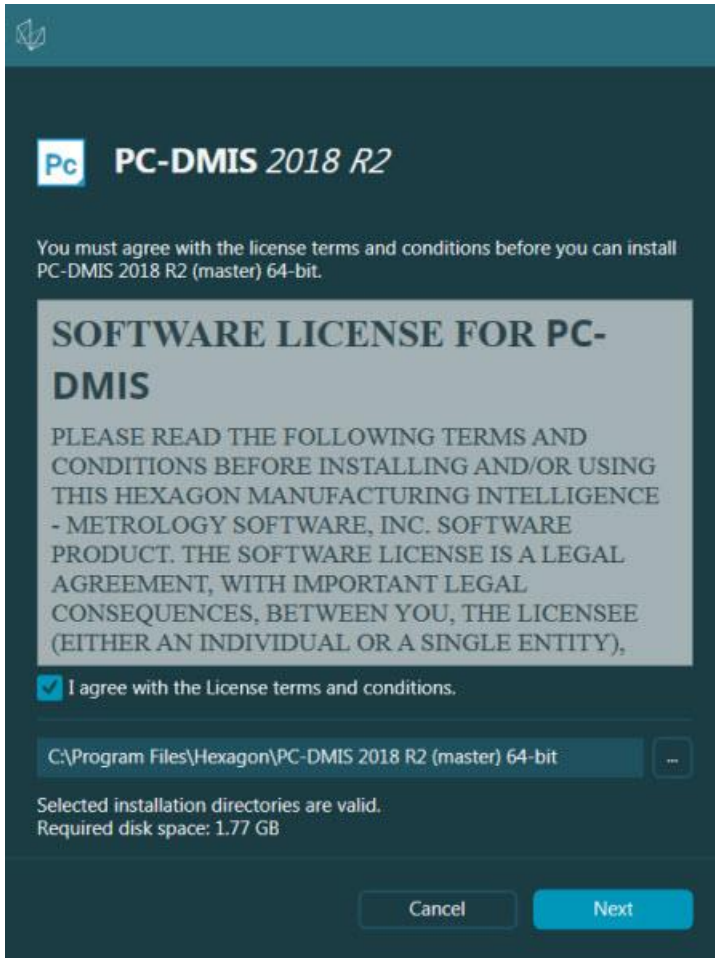 Pc PC-DMIS 2018 R2
You must agree with the license terms and conditions before you can install
PC-DMIS 2018 R2 (master) 64-bit.
SOFTWARE LICENSE FOR PC-
DMIS
PLEASE READ THE FOLLOWING TERMS AND
CONDITIONS BEFORE INSTALLING AND/OR USING
THIS HEXAGON MANUFACTURING INTELLIGENCE
- METROLOGY SOFTWARE, INC. SOFTWARE
PRODUCT. THE SOFTWARE LICENSE IS A LEGAL
AGREEMENT, WITH IMPORTANT LEGAL
CONSEQUENCES, BETWEEN YOU, THE LICENSEE
(EITHER AN INDIVIDUAL OR A SINGLE ENTITY),
I agree with the License terms and conditions.
C:\Program Files\Hexagon\PC-DMIS 2018 R2 (master) 64-bit ...
Selected installation directories are valid.
Required disk space: 1.77 GB
Cancel Next